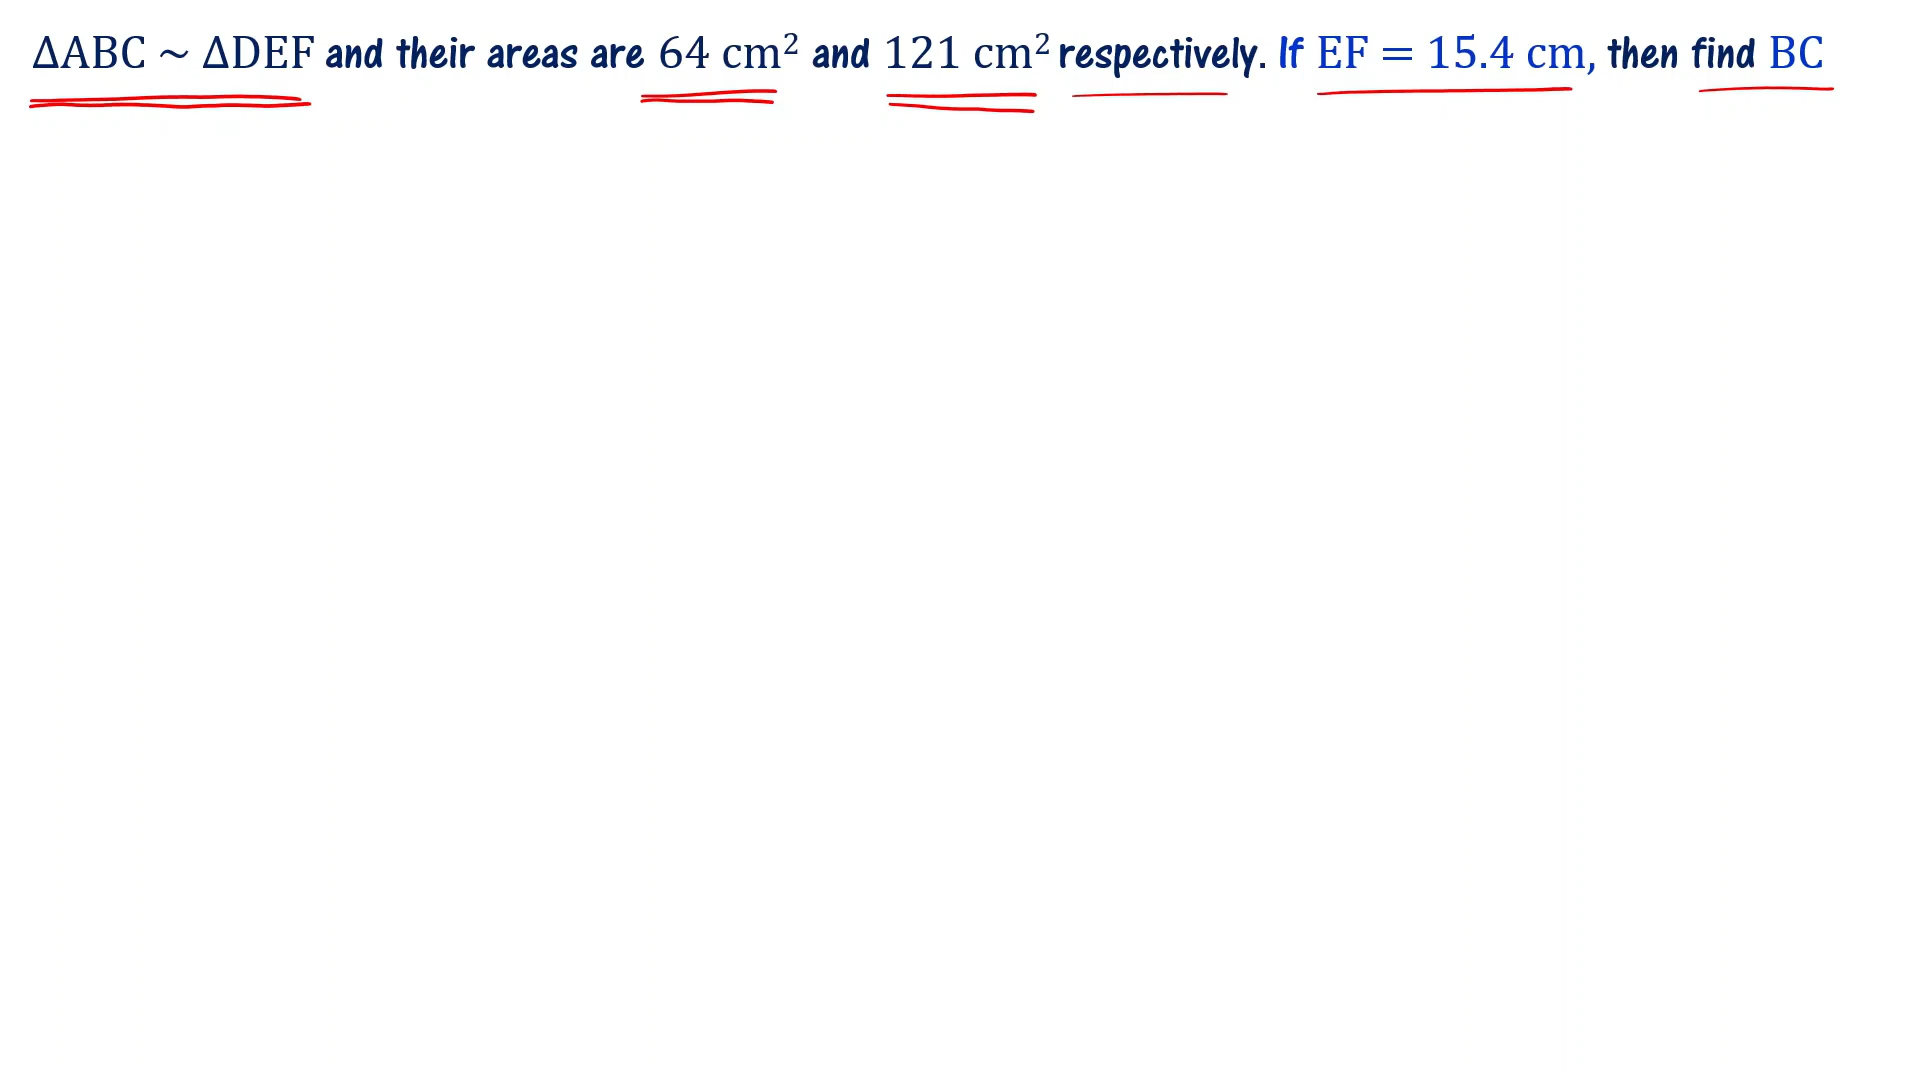 ΔABC ~ ΔDEF and their areas are 64 cm² and 121 cm² respectively. If EF = 15.4 cm, then find BC